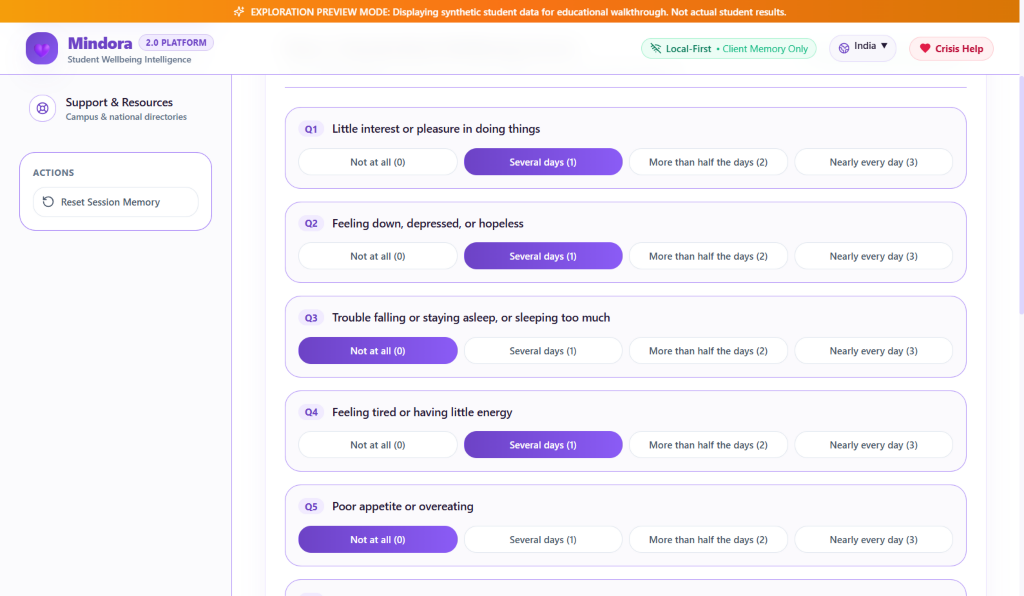 EXPLORATION PREVIEW MODE: Displaying synthetic student data for educational walkthrough. Not actual student results.
Mindora 2.0 PLATFORM
Student Wellbeing Intelligence
Local-First • Client Memory Only
India ▼
Crisis Help
Support & Resources
Campus & national directories
ACTIONS
Reset Session Memory
Q1 Little interest or pleasure in doing things
Not at all (0) Several days (1) More than half the days (2) Nearly every day (3)
Q2 Feeling down, depressed, or hopeless
Not at all (0) Several days (1) More than half the days (2) Nearly every day (3)
Q3 Trouble falling or staying asleep, or sleeping too much
Not at all (0) Several days (1) More than half the days (2) Nearly every day (3)
Q4 Feeling tired or having little energy
Not at all (0) Several days (1) More than half the days (2) Nearly every day (3)
Q5 Poor appetite or overeating
Not at all (0) Several days (1) More than half the days (2) Nearly every day (3)